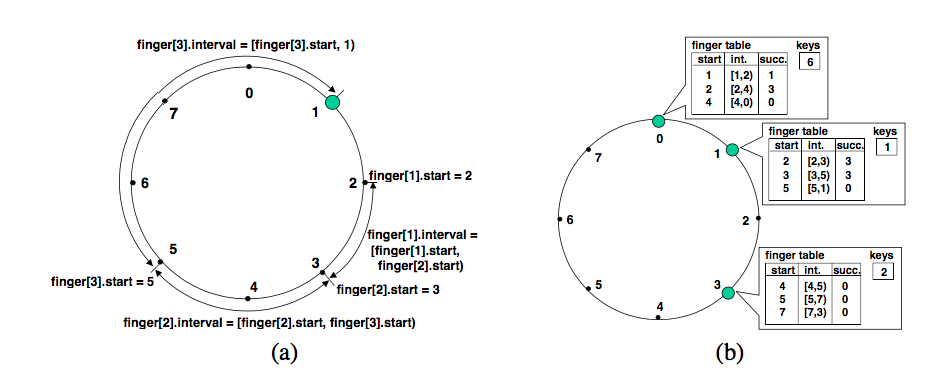 finger[3].interval = [finger[3].start, 1)
0
1
7
6
2
finger[1].start = 2
finger[1].interval =
[finger[1].start,
finger[2].start)
5
3
4
finger[3].start = 5
finger[2].start = 3
finger[2].interval = [finger[2].start, finger[3].start)
(a)
finger table keys
start int. succ. 6
1 [1,2) 1
2 [2,4) 3
4 [4,0) 0
finger table keys
start int. succ. 1
2 [2,3) 3
3 [3,5) 3
5 [5,1) 0
0
1
7
6
2
5
3
4
finger table keys
start int. succ. 2
4 [4,5) 0
5 [5,7) 0
7 [7,3) 0
(b)